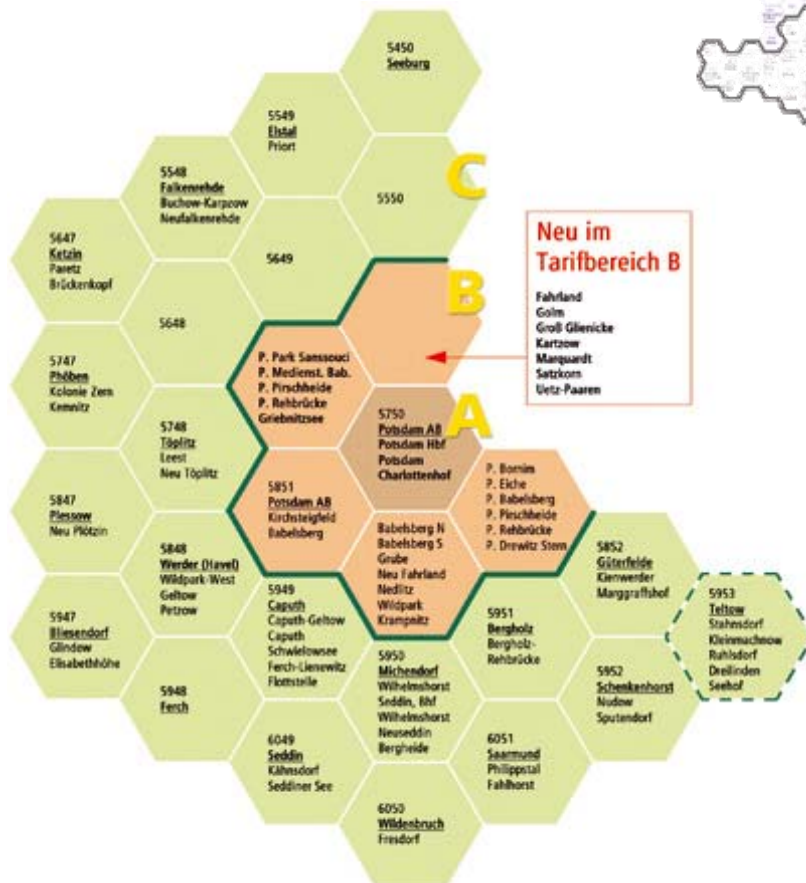 5450
Seeburg
5549
Elstal
Priort
C
5548
Falkenrehde
Buchow-Karpzow
Neufalkenrehde
5550
5647
Ketzin
Paretz
Brückenkopf
5649
B
Neu im
Tarifbereich B
Fahrland
Golm
Groß Glienicke
Kartzow
Marquardt
Satzkorn
Uetz-Paaren
5648
P. Park Sanssouci
P. Medienst. Bab.
P. Pirschheide
P. Rehbrücke
Griebnitzsee
5747
Phöben
Kolonie Zern
Kemnitz
A
5750
Potsdam AB
Potsdam Hbf
Potsdam
Charlottenhof
5748
Töplitz
Leest
Neu Töplitz
P. Bornim
P. Eiche
P. Babelsberg
P. Pirschheide
P. Rehbrücke
P. Drewitz Stern
5851
Potsdam AB
Kirchsteigfeld
Babelsberg
5847
Plessow
Neu Plötzin
Babelsberg N
Babelsberg S
Grube
Neu Fahrland
Nedlitz
Wildpark
Krampnitz
5848
Werder (Havel)
Wildpark-West
Geltow
Petzow
5852
Güterfelde
Kienwerder
Marggraffshof
5953
Teltow
Stahnsdorf
Kleinmachnow
Ruhlsdorf
Dreilinden
Seehof
5947
Bliesendorf
Glindow
Elisabethhöhe
5949
Caputh
Caputh-Geltow
Caputh
Schwielowsee
Ferch-Lienewitz
Flottstelle
5951
Bergholz
Bergholz-
Rehbrücke
5950
Michendorf
Wilhelmshorst
Seddin, Bhf
Wilhelmshorst
Neuseddin
Bergheide
5952
Schenkenhorst
Nudow
Sputendorf
5948
Ferch
6049
Seddin
Kähnsdorf
Seddiner See
6051
Saarmund
Philippstal
Fahlhorst
6050
Wildenbruch
Fresdorf